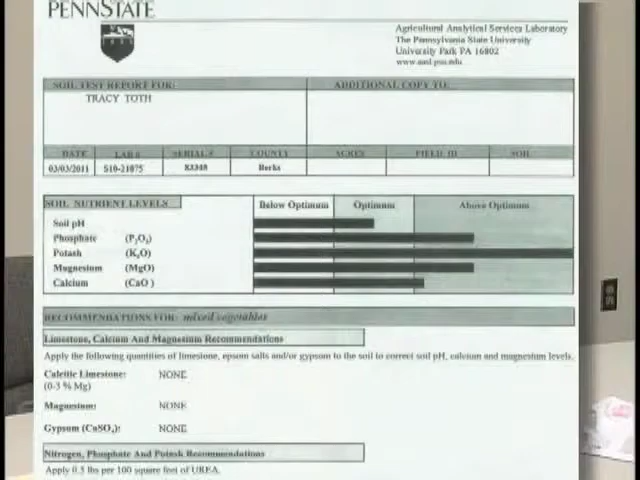 PENNSTATE
Agricultural Analytical Services Laboratory
The Pennsylvania State University
University Park PA 16802
www.aasl.psu.edu
SOIL TEST REPORT FOR: ADDITIONAL COPY TO:
TRACY TOTH
DATE LAB # SERIAL # COUNTY ACRES FIELD ID SOIL
03/03/2011 S10-21075 Berks
SOIL NUTRIENT LEVELS Below Optimum Optimum Above Optimum
Soil pH
Phosphate (P₂O₅)
Potash (K₂O)
Magnesium (MgO)
Calcium (CaO)
RECOMMENDATIONS FOR: mixed vegetables
Limestone, Calcium And Magnesium Recommendations
Apply the following quantities of limestone, epsom salts and/or gypsum to the soil to correct soil pH, calcium and magnesium levels.
Calcitic Limestone: NONE
(0-3 % Mg)
Magnesium: NONE
Gypsum (CaSO₄): NONE
Nitrogen, Phosphate And Potash Recommendations
Apply 0.5 lbs per 100 square feet of UREA.